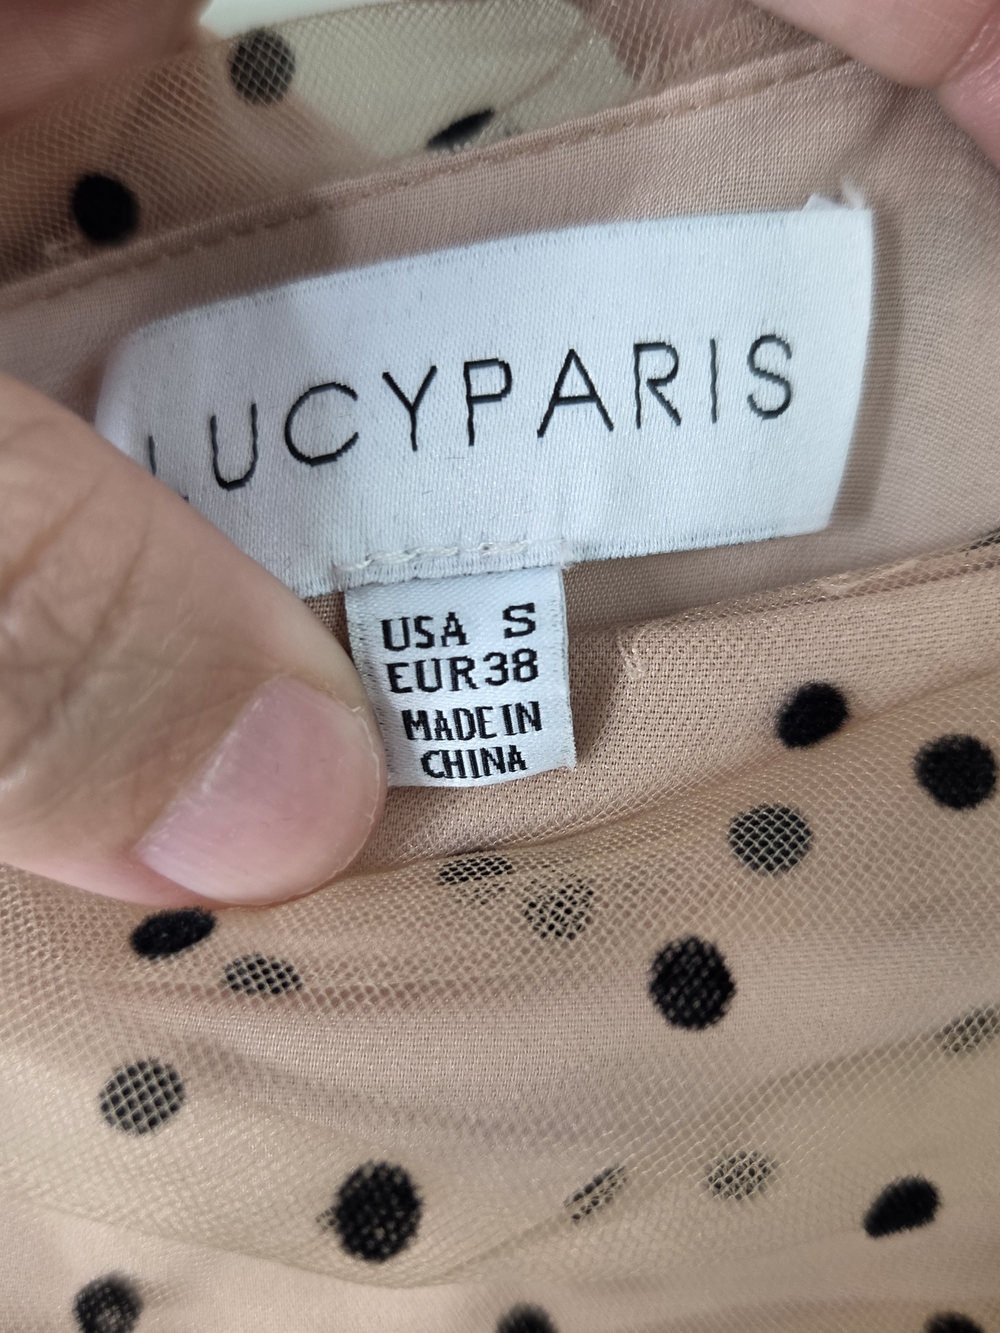 LUCYPARIS
USA S
EUR 38
MADE IN
CHINA